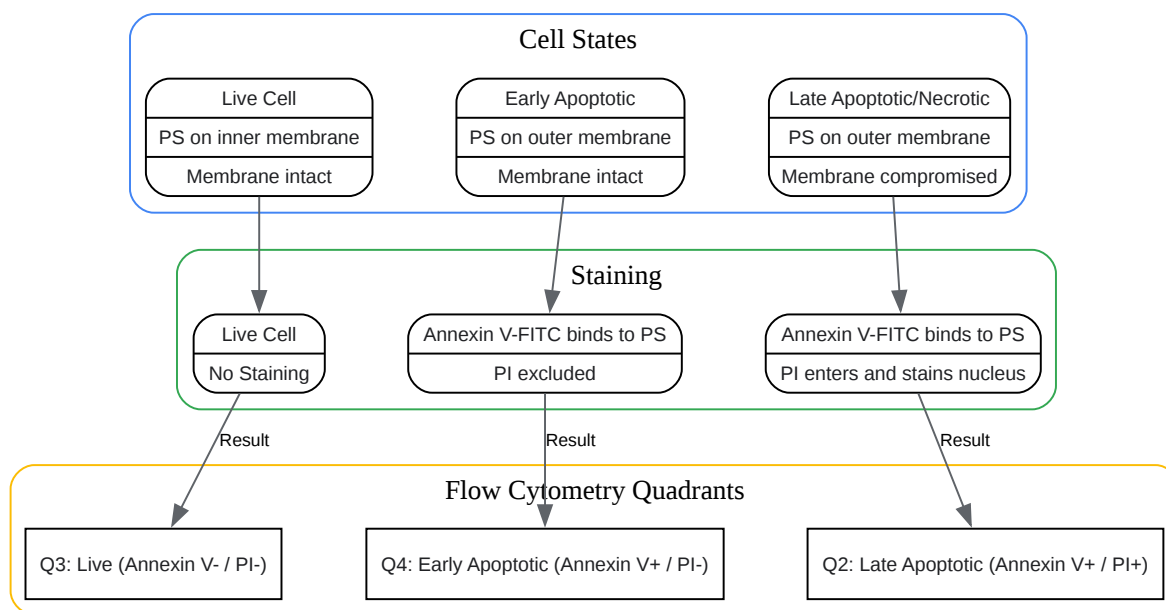 Cell States
Live Cell
PS on inner membrane
Membrane intact
Early Apoptotic
PS on outer membrane
Membrane intact
Late Apoptotic/Necrotic
PS on outer membrane
Membrane compromised
Staining
Live Cell
No Staining
Annexin V-FITC binds to PS
PI excluded
Annexin V-FITC binds to PS
PI enters and stains nucleus
Result
Result
Result
Flow Cytometry Quadrants
Q3: Live (Annexin V- / PI-)
Q4: Early Apoptotic (Annexin V+ / PI-)
Q2: Late Apoptotic (Annexin V+ / PI+)